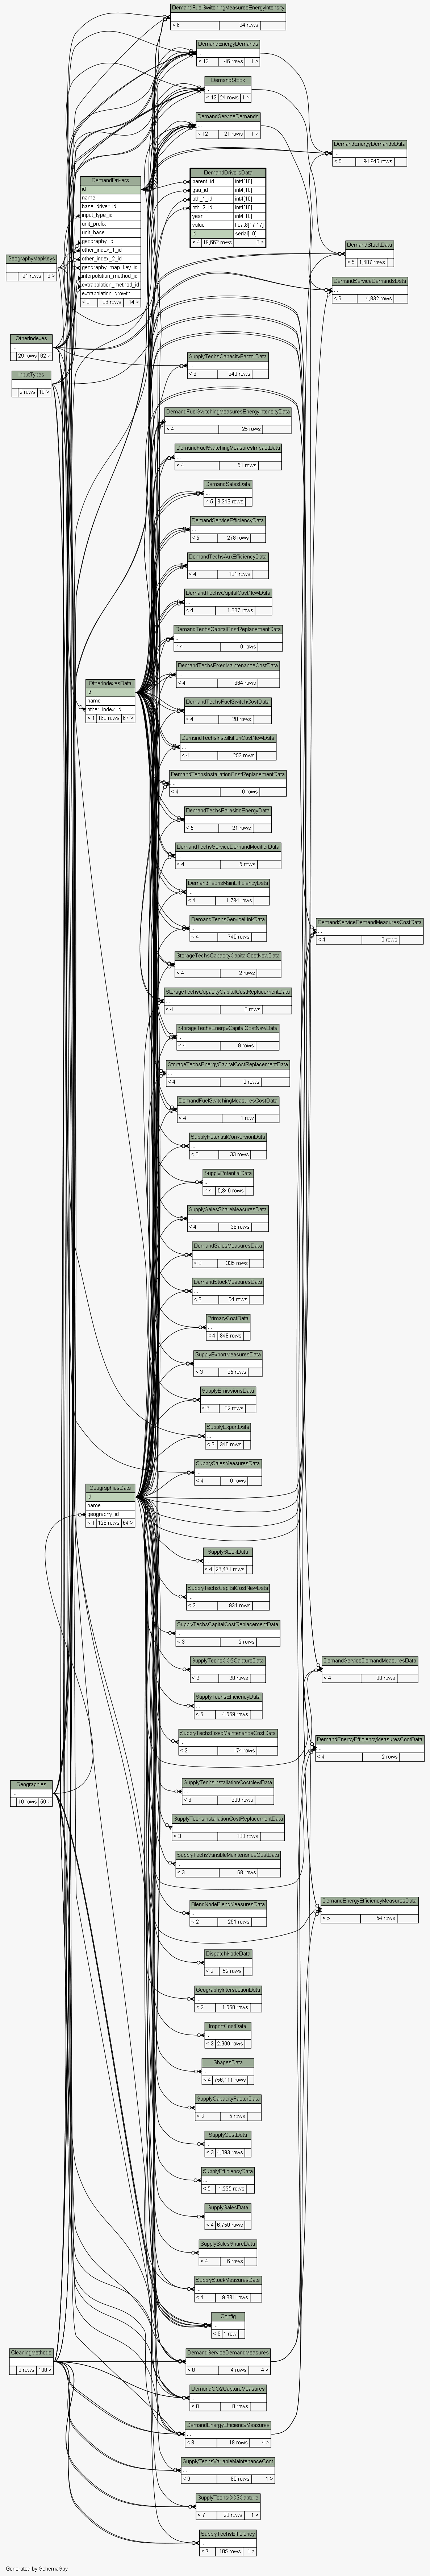 DemandFuelSwitchingMeasuresEnergyIntensity
...
< 6 24 rows
DemandEnergyDemands
...
< 12 46 rows 1 >
DemandStock
...
< 13 24 rows 1 >
DemandServiceDemands
...
< 12 21 rows 1 >
DemandEnergyDemandsData
...
< 5 94,945 rows
DemandDriversData
parent_id int4[10]
gau_id int4[10]
oth_1_id int4[10]
oth_2_id int4[10]
year int4[10]
value float8[17,17]
id serial[10]
< 4 19,662 rows 0 >
DemandDrivers
id
name
base_driver_id
input_type_id
unit_prefix
unit_base
geography_id
other_index_1_id
other_index_2_id
geography_map_key_id
interpolation_method_id
extrapolation_method_id
extrapolation_growth
< 8 36 rows 14 >
DemandStockData
...
< 5 1,887 rows
GeographyMapKeys
...
91 rows 8 >
DemandServiceDemandsData
...
< 6 4,832 rows
OtherIndexes
...
29 rows 62 >
InputTypes
...
2 rows 10 >
SupplyTechsCapacityFactorData
...
< 3 240 rows
DemandFuelSwitchingMeasuresEnergyIntensityData
...
< 4 25 rows
DemandFuelSwitchingMeasuresImpactData
...
< 4 51 rows
DemandSalesData
...
< 5 3,319 rows
DemandServiceEfficiency
...
< 5 278 rows
DemandTechsAuxEfficiencyData
...
< 4 101 rows
DemandTechsCapitalCostNewData
...
< 4 1,337 rows
DemandTechsCapitalCostReplacementData
...
< 4 0 rows
DemandTechsFixedMaintenanceCostData
...
< 4 364 rows
OtherIndexesData
id
name
other_index_id
< 1 163 rows 67 >
DemandTechsFuelSwitchCostData
...
< 4 20 rows
DemandTechsInstallationCostNewData
...
< 4 252 rows
DemandTechsInstallationCostReplacementData
...
< 4 0 rows
DemandTechsParasiticEnergyData
...
< 5 21 rows
DemandTechsServiceDemandModifierData
...
< 4 5 rows
DemandTechsMainEfficiencyData
...
< 4 1,784 rows
DemandTechsServiceLinkData
...
< 4 740 rows
DemandServiceDemandMeasuresCostData
...
< 4 0 rows
StorageTechsCapacityCapitalCostNewData
...
< 4 2 rows
StorageTechsCapacityCapitalCostReplacementData
...
< 4 0 rows
StorageTechsEnergyCapitalCostNewData
...
< 4 9 rows
StorageTechsEnergyCapitalCostReplacementData
...
< 4 0 rows
DemandFuelSwitchingMeasuresCostData
...
< 4 1 row
SupplyPotentialConversionData
...
< 3 33 rows
SupplyPotentialData
...
< 4 5,846 rows
SupplySalesShareMeasuresData
...
< 4 36 rows
DemandSalesMeasuresData
...
< 3 335 rows
DemandStockMeasuresData
...
< 3 54 rows
PrimaryCostData
...
< 4 848 rows
SupplyExportMeasuresData
...
< 3 25 rows
SupplyEmissionsData
...
< 6 32 rows
SupplyExportData
...
< 3 340 rows
SupplySalesMeasuresData
...
< 4 0 rows
GeographiesData
id
name
geography_id
< 1 128 rows 64 >
SupplyStockData
...
< 4 26,471 rows
SupplyTechsCapitalCostNewData
...
< 3 831 rows
SupplyTechsCapitalCostReplacementData
...
< 3 2 rows
SupplyTechsCO2CaptureData
...
< 2 28 rows
DemandServiceDemandMeasuresData
...
< 4 30 rows
SupplyTechsEfficiencyData
...
< 5 4,559 rows
SupplyTechsFixedMaintenanceCostData
...
< 3 174 rows
DemandEnergyEfficiencyMeasuresCostData
...
< 4 2 rows
Geographies
...
10 rows 59 >
SupplyTechsInstallationCostNewData
...
< 3 209 rows
SupplyTechsInstallationCostReplacementData
...
< 3 180 rows
SupplyTechsVariableMaintenanceCostData
...
< 3 88 rows
BlendNodeBlendMeasuresData
...
< 2 251 rows
DemandEnergyEfficiencyMeasuresData
...
< 5 54 rows
DispatchNodeData
...
< 2 52 rows
GeographyIntersectionData
...
< 2 1,550 rows
ImportCostData
...
< 3 2,900 rows
ShapesData
...
< 4 756,111 rows
SupplyCapacityFactorData
...
< 2 5 rows
SupplyCostData
...
< 3 4,093 rows
SupplyEfficiencyData
...
< 5 1,225 rows
SupplySalesData
...
< 4 6,750 rows
SupplySalesShareData
...
< 4 6 rows
SupplyStockMeasuresData
...
< 4 9,331 rows
Config
...
< 9 1 row
CleaningMethods
...
8 rows 109 >
DemandServiceDemandMeasures
...
< 8 4 rows 4 >
DemandCO2CaptureMeasures
...
< 8 0 rows
DemandEnergyEfficiencyMeasures
...
< 8 18 rows 4 >
SupplyTechsVariableMaintenanceCost
...
< 9 80 rows 1 >
SupplyTechsCO2Capture
...
< 7 28 rows 1 >
SupplyTechsEfficiency
...
< 7 105 rows 1 >
Generated by SchemaSpy